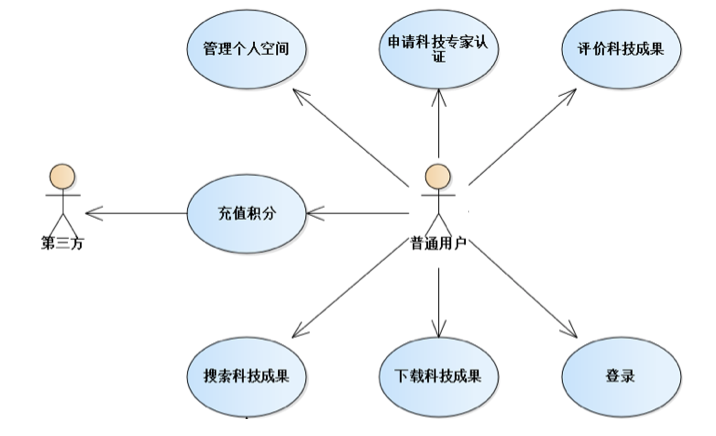 管理个人空间
申请科技专家认
证
评价科技成果
充值积分
第三方
普通用户
搜索科技成果
下载科技成果
登录